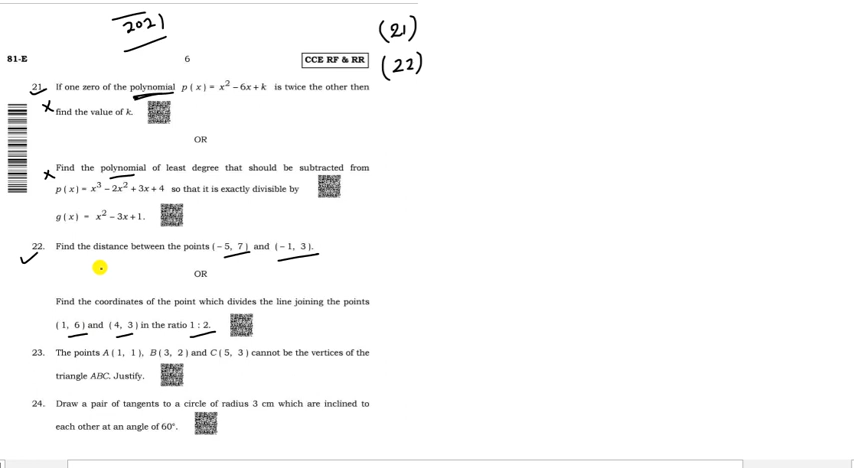 2021
(21)
(22)
81-E 6 CCE RF & RR
21. If one zero of the polynomial p ( x ) = x² – 6x + k is twice the other then
find the value of k.
OR
Find the polynomial of least degree that should be subtracted from
p ( x ) = x³ – 2x² + 3x + 4 so that it is exactly divisible by
g ( x ) = x² – 3x + 1.
22. Find the distance between the points ( – 5, 7 ) and ( – 1, 3 ).
OR
Find the coordinates of the point which divides the line joining the points
( 1, 6 ) and ( 4, 3 ) in the ratio 1 : 2.
23. The points A ( 1, 1 ), B ( 3, 2 ) and C ( 5, 3 ) cannot be the vertices of the
triangle ABC. Justify.
24. Draw a pair of tangents to a circle of radius 3 cm which are inclined to
each other at an angle of 60°.